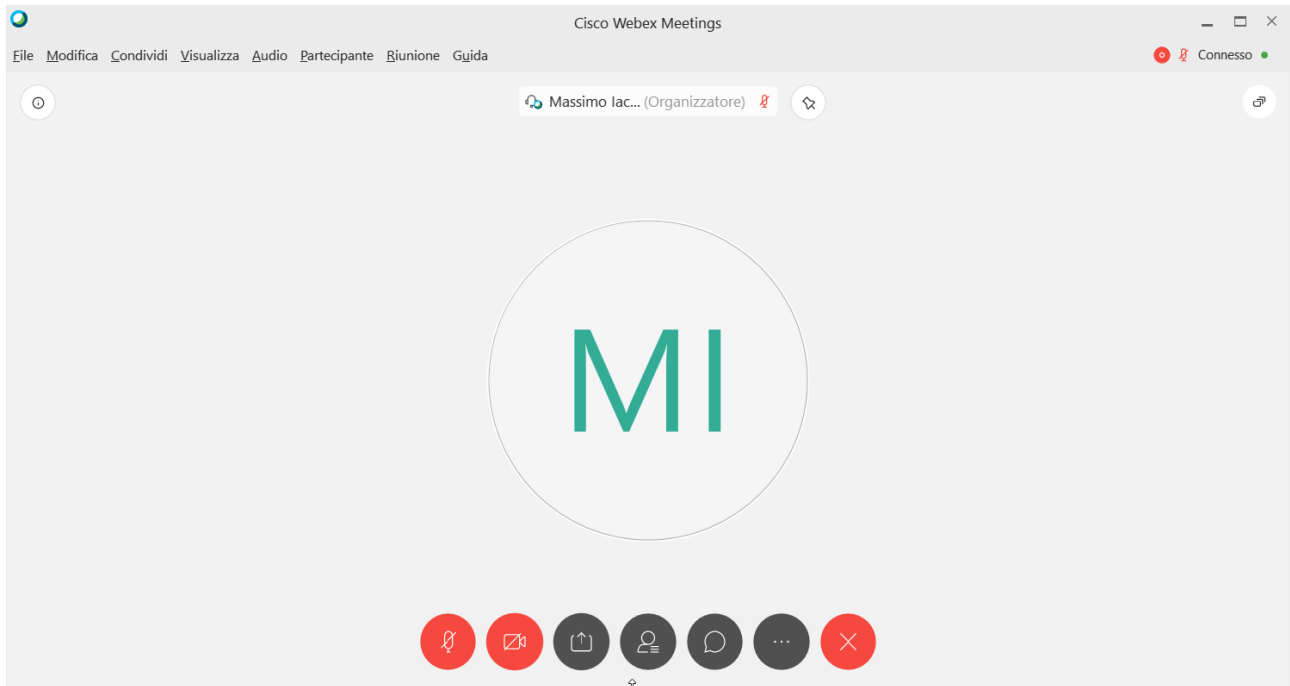 Cisco Webex Meetings
File Modifica Condividi Visualizza Audio Partecipante Riunione Guida Connesso
Massimo Iac... (Organizzatore)
MI